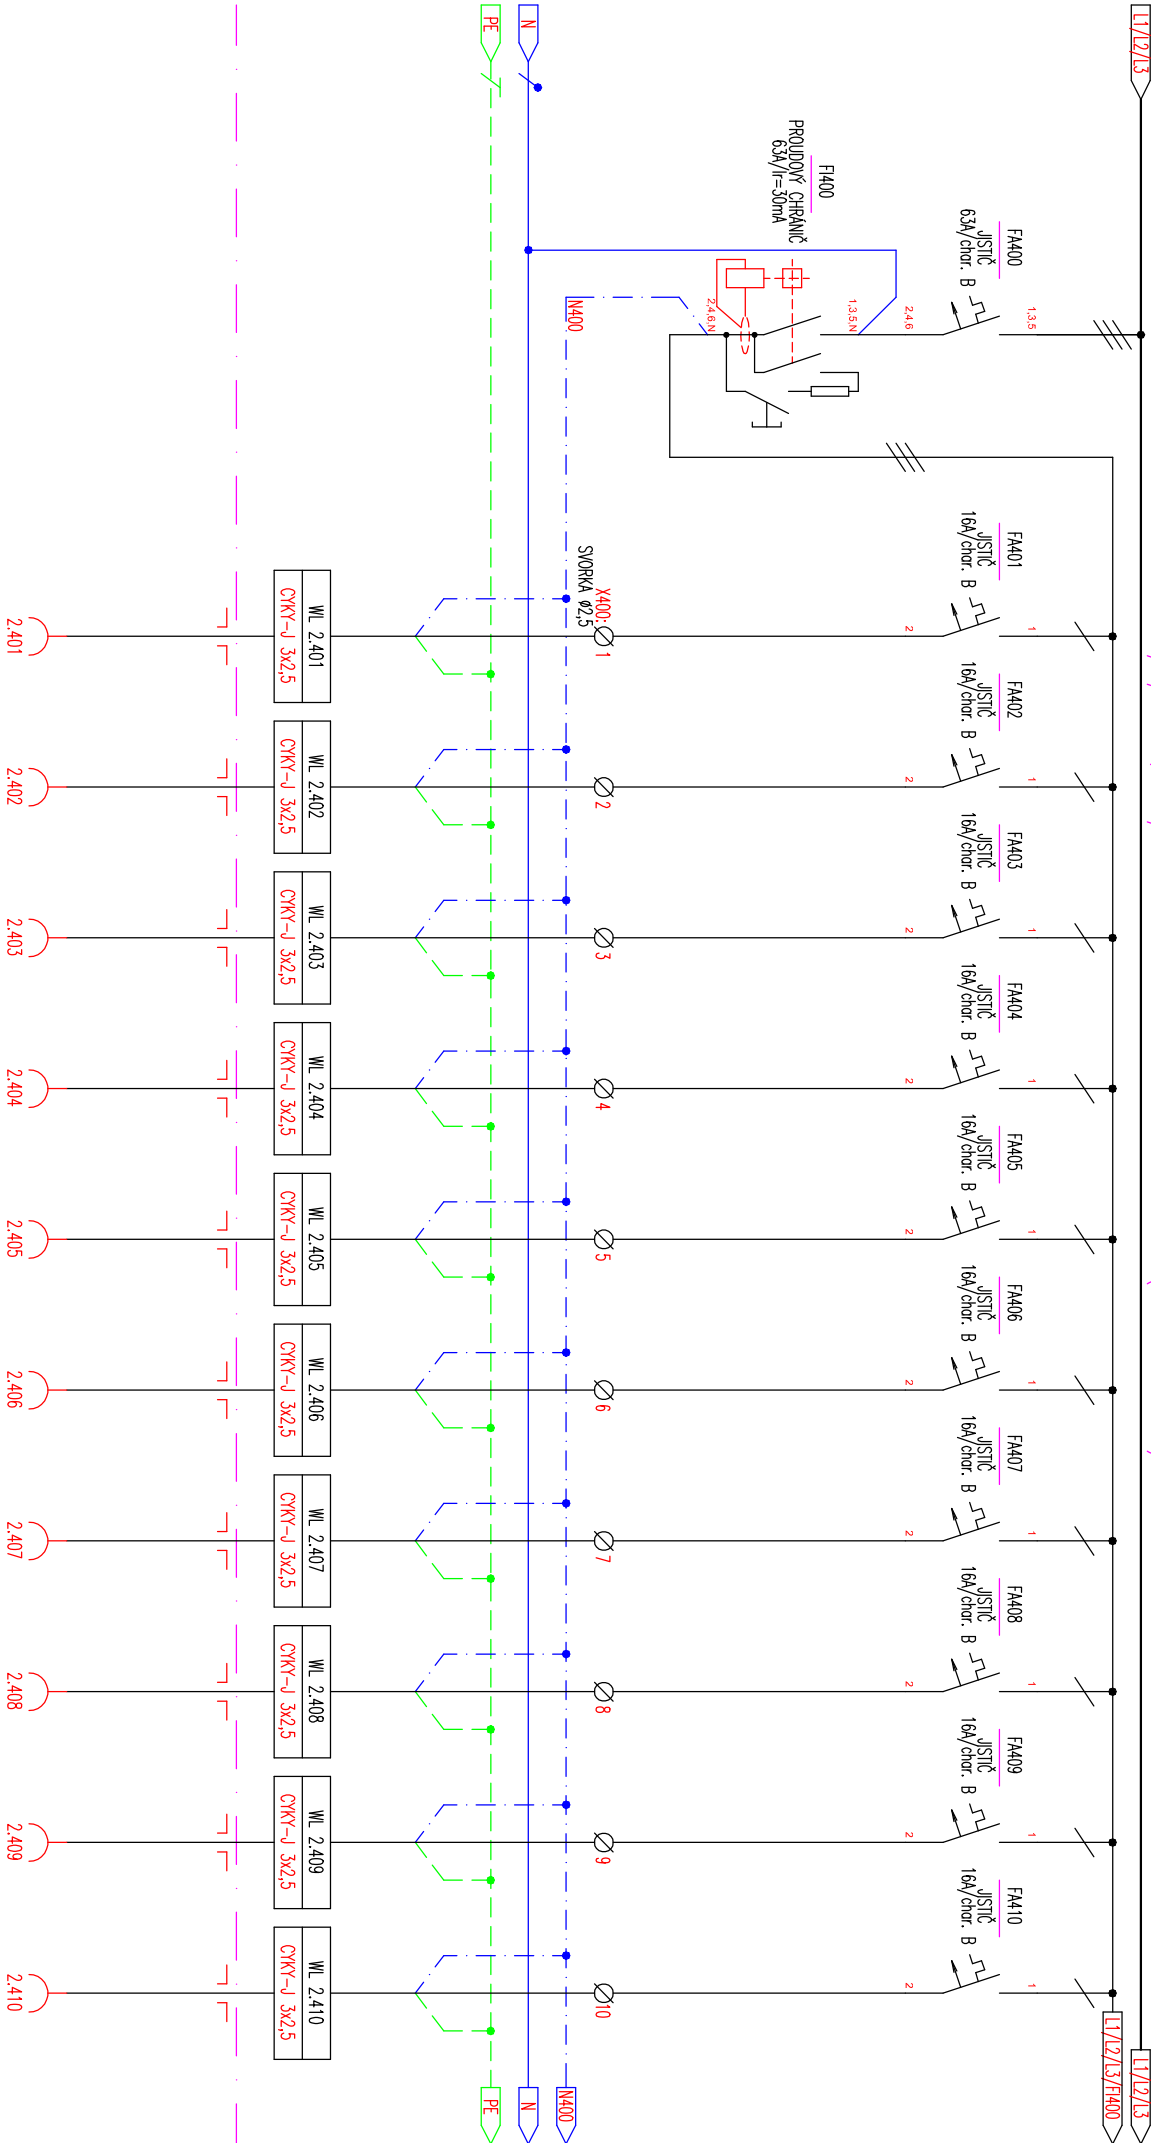 L1/L2/L3
N
PE
FA400
JISTIČ
63A/char. B
1,3,5
2,4,6
FI400
PROUDOVÝ CHRÁNIČ
63A/Ir=30mA
1,3,5,N
2,4,6,N
N400
FA401
JISTIČ
16A/char. B
1
2
FA402
JISTIČ
16A/char. B
1
2
FA403
JISTIČ
16A/char. B
1
2
FA404
JISTIČ
16A/char. B
1
2
FA405
JISTIČ
16A/char. B
1
2
FA406
JISTIČ
16A/char. B
1
2
FA407
JISTIČ
16A/char. B
1
2
FA408
JISTIČ
16A/char. B
1
2
FA409
JISTIČ
16A/char. B
1
2
FA410
JISTIČ
16A/char. B
1
2
L1/L2/L3
L1/L2/L3/FI400
X400:
SVORKA ø2,5
1
2
3
4
5
6
7
8
9
10
N400
N
PE
WL 2.401
CYKY-J 3x2,5
WL 2.402
CYKY-J 3x2,5
WL 2.403
CYKY-J 3x2,5
WL 2.404
CYKY-J 3x2,5
WL 2.405
CYKY-J 3x2,5
WL 2.406
CYKY-J 3x2,5
WL 2.407
CYKY-J 3x2,5
WL 2.408
CYKY-J 3x2,5
WL 2.409
CYKY-J 3x2,5
WL 2.410
CYKY-J 3x2,5
2.401
2.402
2.403
2.404
2.405
2.406
2.407
2.408
2.409
2.410